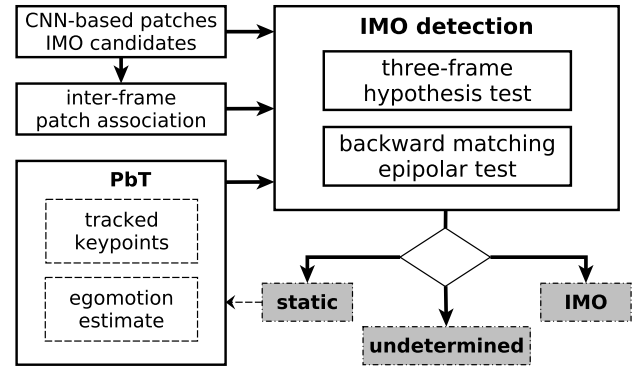 CNN-based patches
IMO candidates
inter-frame
patch association
PbT
tracked
keypoints
egomotion
estimate
IMO detection
three-frame
hypothesis test
backward matching
epipolar test
static
undetermined
IMO